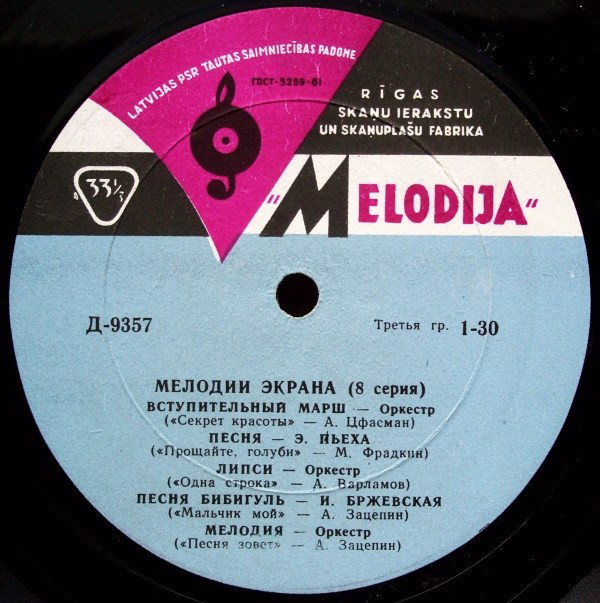 LATVIJAS PSR TAUTAS SAIMNIECĪBAS PADOME
ГОСТ-5289-61
RĪGAS
SKAŅU IERAKSTU
UN SKAŅUPLAŠU FABRIKA
33⅓
"MELODIJA"
Д-9357
Третья гр. 1-30
МЕЛОДИИ ЭКРАНА (8 серия)
ВСТУПИТЕЛЬНЫЙ МАРШ — Оркестр
(«Секрет красоты» — А. Цфасман)
ПЕСНЯ — Э. ПЬЕХА
(«Прощайте, голуби» — М. Фрадкин)
ЛИПСИ — Оркестр
(«Одна строка» — А. Варламов)
ПЕСНЯ БИБИГУЛЬ — И. БРЖЕВСКАЯ
(«Мальчик мой» — А. Зацепин)
МЕЛОДИЯ — Оркестр
(«Песня зовет» — А. Зацепин)